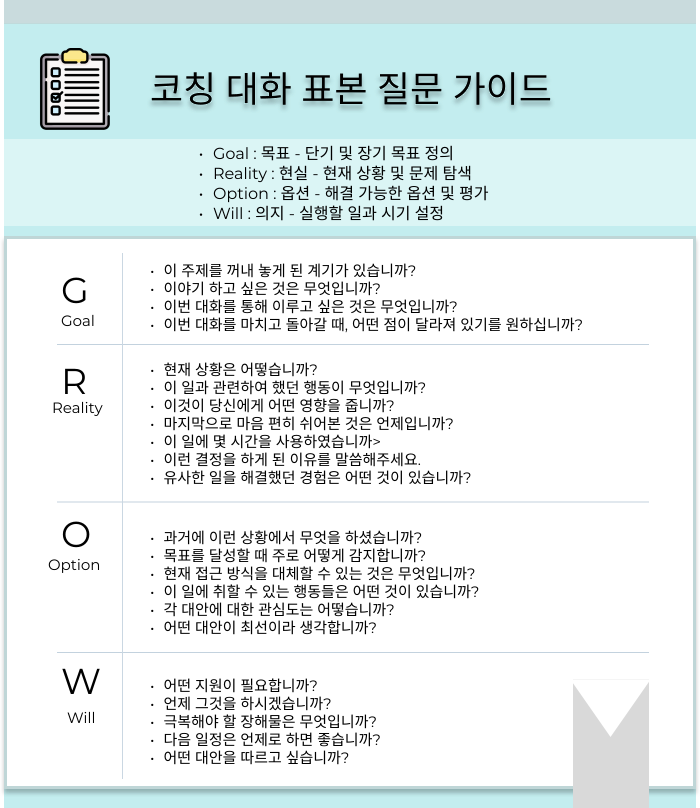 코칭 대화 표본 질문 가이드
• Goal : 목표 - 단기 및 장기 목표 정의
• Reality : 현실 - 현재 상황 및 문제 탐색
• Option : 옵션 - 해결 가능한 옵션 및 평가
• Will : 의지 - 실행할 일과 시기 설정
G
Goal
• 이 주제를 꺼내 놓게 된 계기가 있습니까?
• 이야기 하고 싶은 것은 무엇입니까?
• 이번 대화를 통해 이루고 싶은 것은 무엇입니까?
• 이번 대화를 마치고 돌아갈 때, 어떤 점이 달라져 있기를 원하십니까?
R
Reality
• 현재 상황은 어떻습니까?
• 이 일과 관련하여 했던 행동이 무엇입니까?
• 이것이 당신에게 어떤 영향을 줍니까?
• 마지막으로 마음 편히 쉬어본 것은 언제입니까?
• 이 일에 몇 시간을 사용하였습니까>
• 이런 결정을 하게 된 이유를 말씀해주세요.
• 유사한 일을 해결했던 경험은 어떤 것이 있습니까?
O
Option
• 과거에 이런 상황에서 무엇을 하셨습니까?
• 목표를 달성할 때 주로 어떻게 감지합니까?
• 현재 접근 방식을 대체할 수 있는 것은 무엇입니까?
• 이 일에 취할 수 있는 행동들은 어떤 것이 있습니까?
• 각 대안에 대한 관심도는 어떻습니까?
• 어떤 대안이 최선이라 생각합니까?
W
Will
• 어떤 지원이 필요합니까?
• 언제 그것을 하시겠습니까?
• 극복해야 할 장해물은 무엇입니까?
• 다음 일정은 언제로 하면 좋습니까?
• 어떤 대안을 따르고 싶습니까?